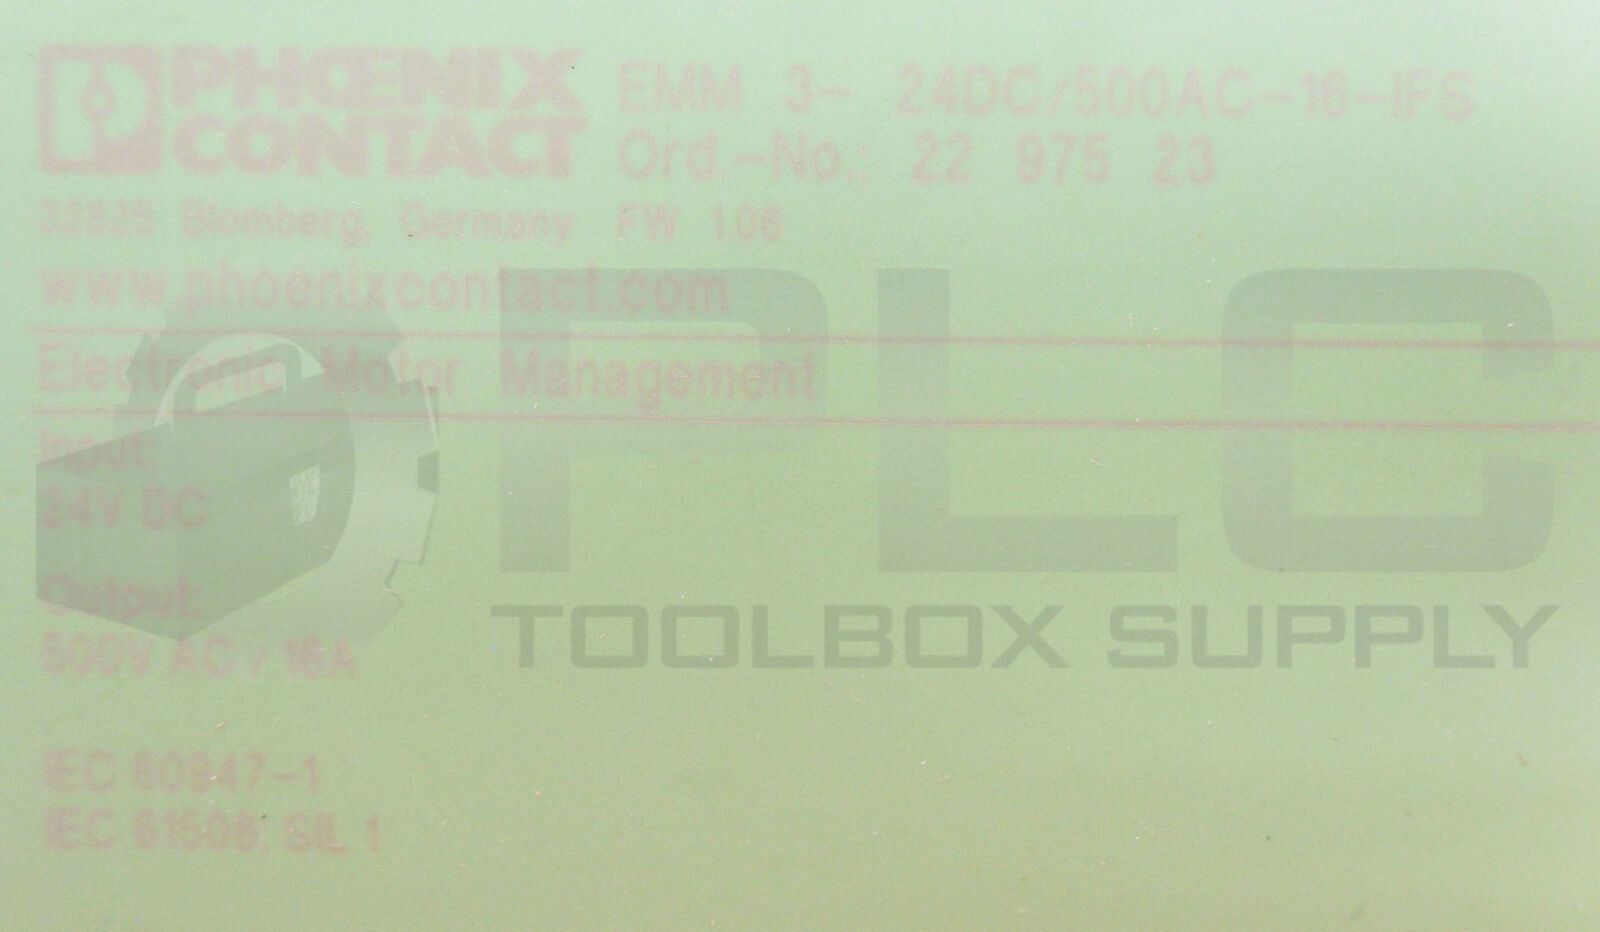 PHŒNIX
CONTACT
EMM 3- 24DC/500AC-16-IFS
Ord.-No.: 22 975 23
32825 Blomberg, Germany FW 1.06
www.phoenixcontact.com
Electronic Motor Management
Input
24V DC
Output:
500V AC / 16A
IEC 60947-1
IEC 61508: SIL 1
PLC
TOOLBOX SUPPLY